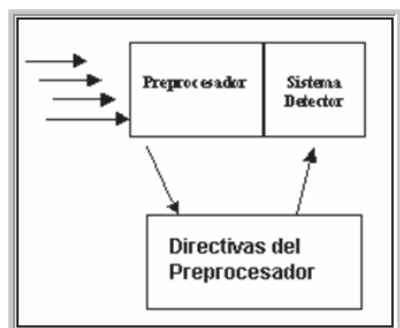 Preprocesador
Sistema
Detector
Directivas del
Preprocesador